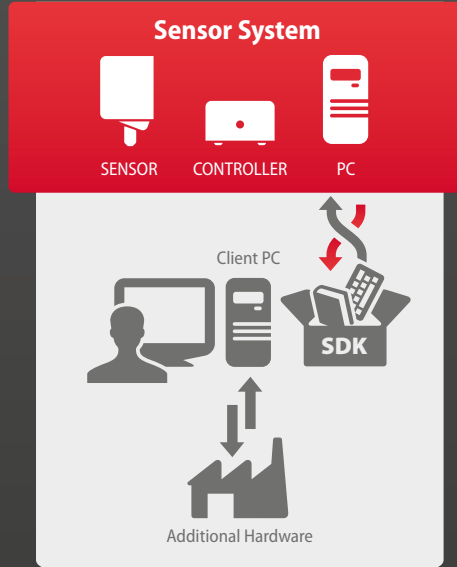 Sensor System
SENSOR CONTROLLER PC
Client PC
SDK
Additional Hardware